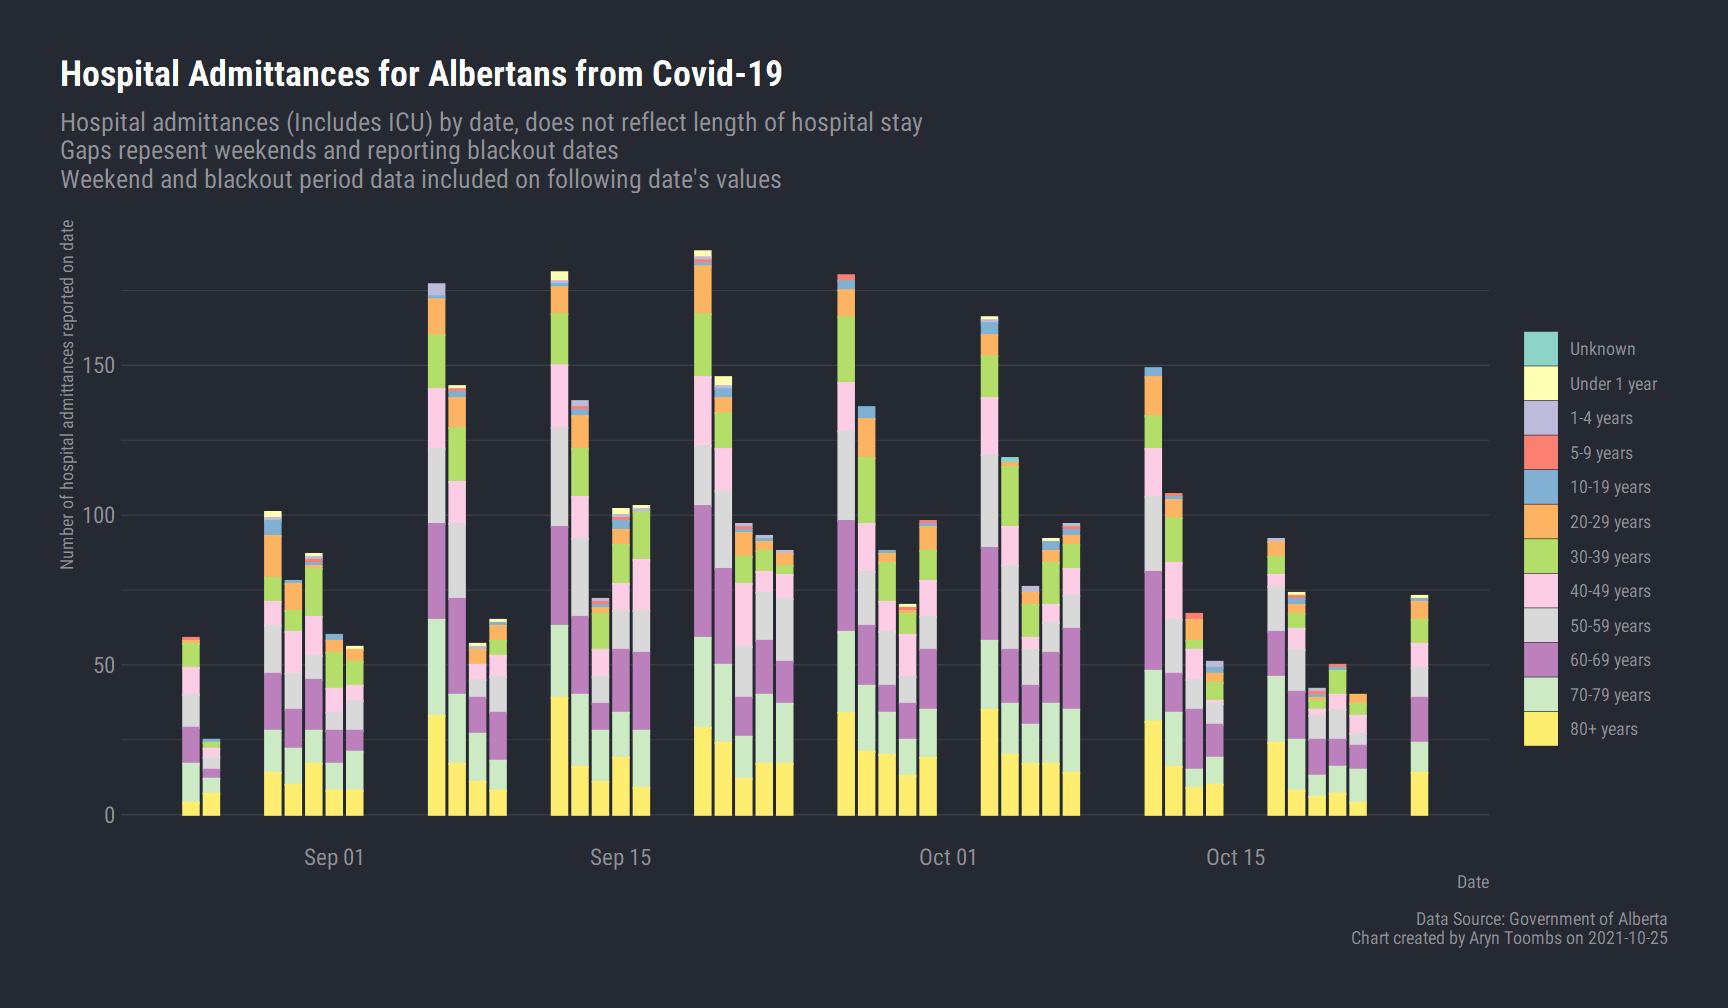 Hospital Admittances for Albertans from Covid-19
Hospital admittances (Includes ICU) by date, does not reflect length of hospital stay
Gaps repesent weekends and reporting blackout dates
Weekend and blackout period data included on following date's values
Number of hospital admittances reported on date
150
100
50
0
Sep 01
Sep 15
Oct 01
Oct 15
Date
Unknown
Under 1 year
1-4 years
5-9 years
10-19 years
20-29 years
30-39 years
40-49 years
50-59 years
60-69 years
70-79 years
80+ years
Data Source: Government of Alberta
Chart created by Aryn Toombs on 2021-10-25